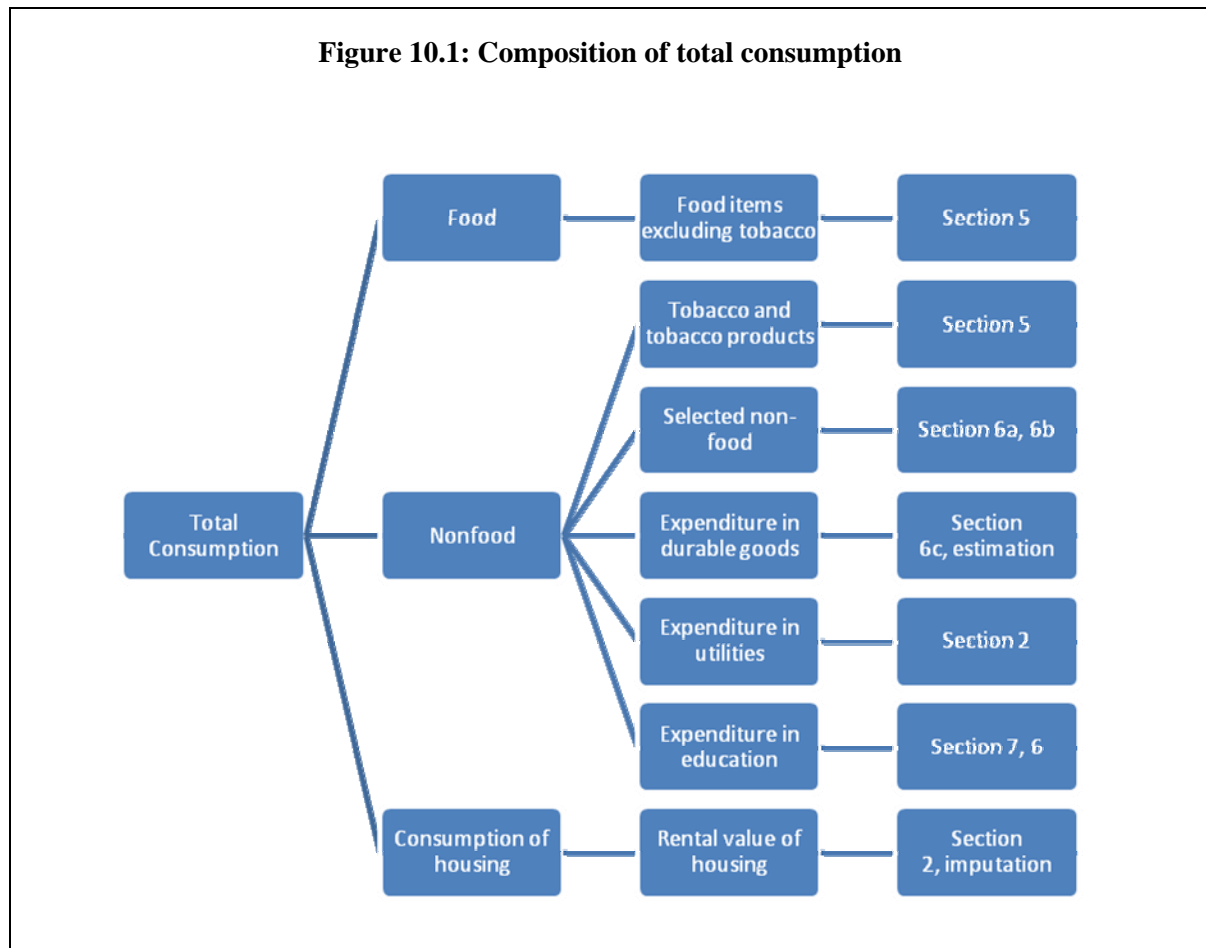 Figure 10.1: Composition of total consumption
Food
Food items
excluding tobacco
Section 5
Tobacco and
tobacco products
Section 5
Selected non-
food
Section 6a, 6b
Total
Consumption
Nonfood
Expenditure in
durable goods
Section
6c, estimation
Expenditure in
utilities
Section 2
Expenditure in
education
Section 7, 6
Consumption of
housing
Rental value of
housing
Section
2, imputation